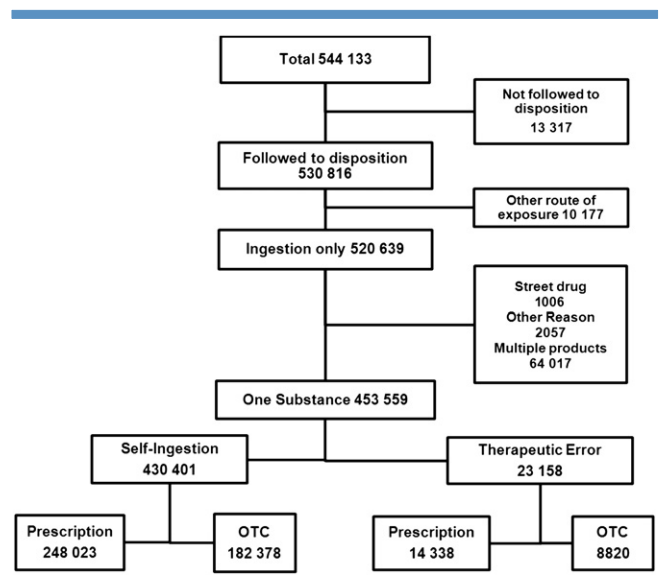 Total 544 133
Not followed to
disposition
13 317
Followed to disposition
530 816
Other route of
exposure 10 177
Ingestion only 520 639
Street drug
1006
Other Reason
2057
Multiple products
64 017
One Substance 453 559
Self-Ingestion
430 401
Therapeutic Error
23 158
Prescription
248 023
OTC
182 378
Prescription
14 338
OTC
8820